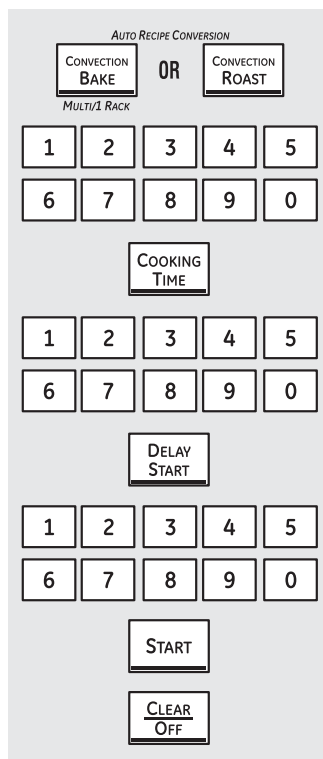 AUTO RECIPE CONVERSION
CONVECTION
BAKE
OR
CONVECTION
ROAST
MULTI/1 RACK
1 2 3 4 5
6 7 8 9 0
COOKING
TIME
1 2 3 4 5
6 7 8 9 0
DELAY
START
1 2 3 4 5
6 7 8 9 0
START
CLEAR
OFF